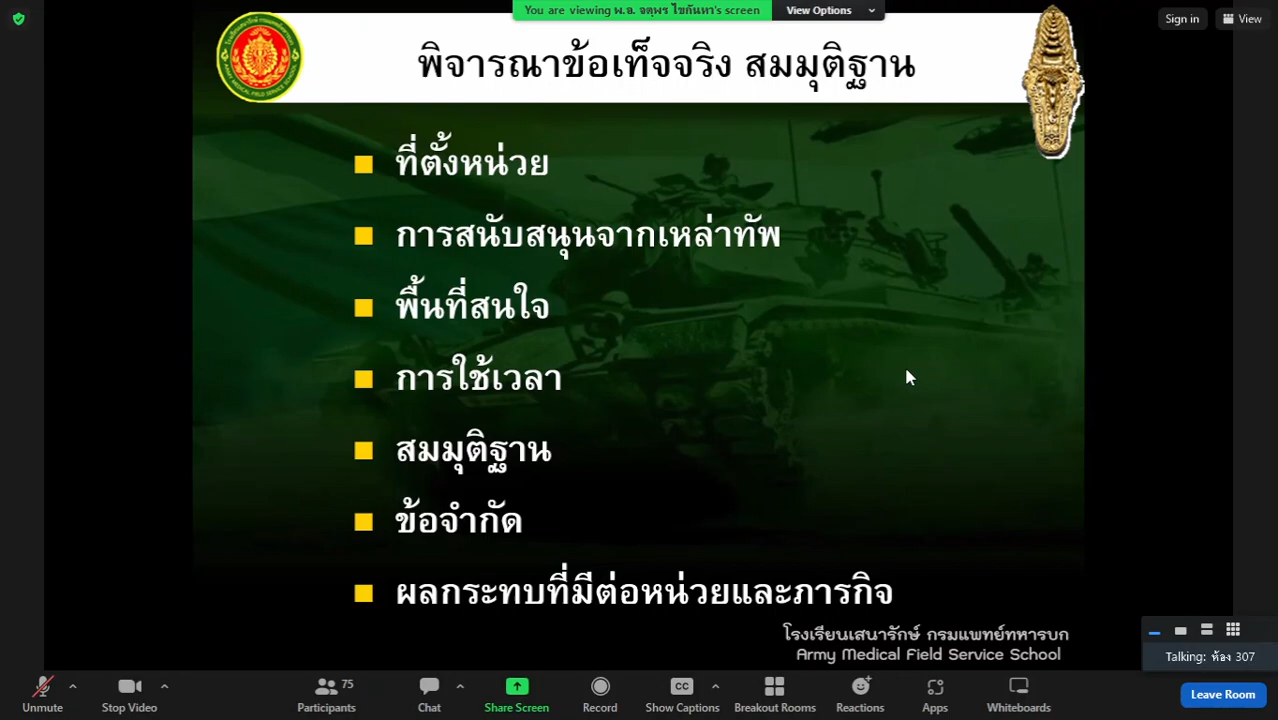 You are viewing พ.อ. จตุพร ไขกันหา's screen
View Options
Sign in
View
พิจารณาข้อเท็จจริง สมมุติฐาน
ที่ตั้งหน่วย
การสนับสนุนจากเหล่าทัพ
พื้นที่สนใจ
การใช้เวลา
สมมุติฐาน
ข้อจำกัด
ผลกระทบที่มีต่อหน่วยและภารกิจ
โรงเรียนเสนารักษ์ กรมแพทย์ทหารบก
Army Medical Field Service School
Talking: ห้อง 307
Unmute
Stop Video
Participants
75
Chat
Share Screen
Record
CC
Show Captions
Breakout Rooms
Reactions
Apps
Whiteboards
Leave Room